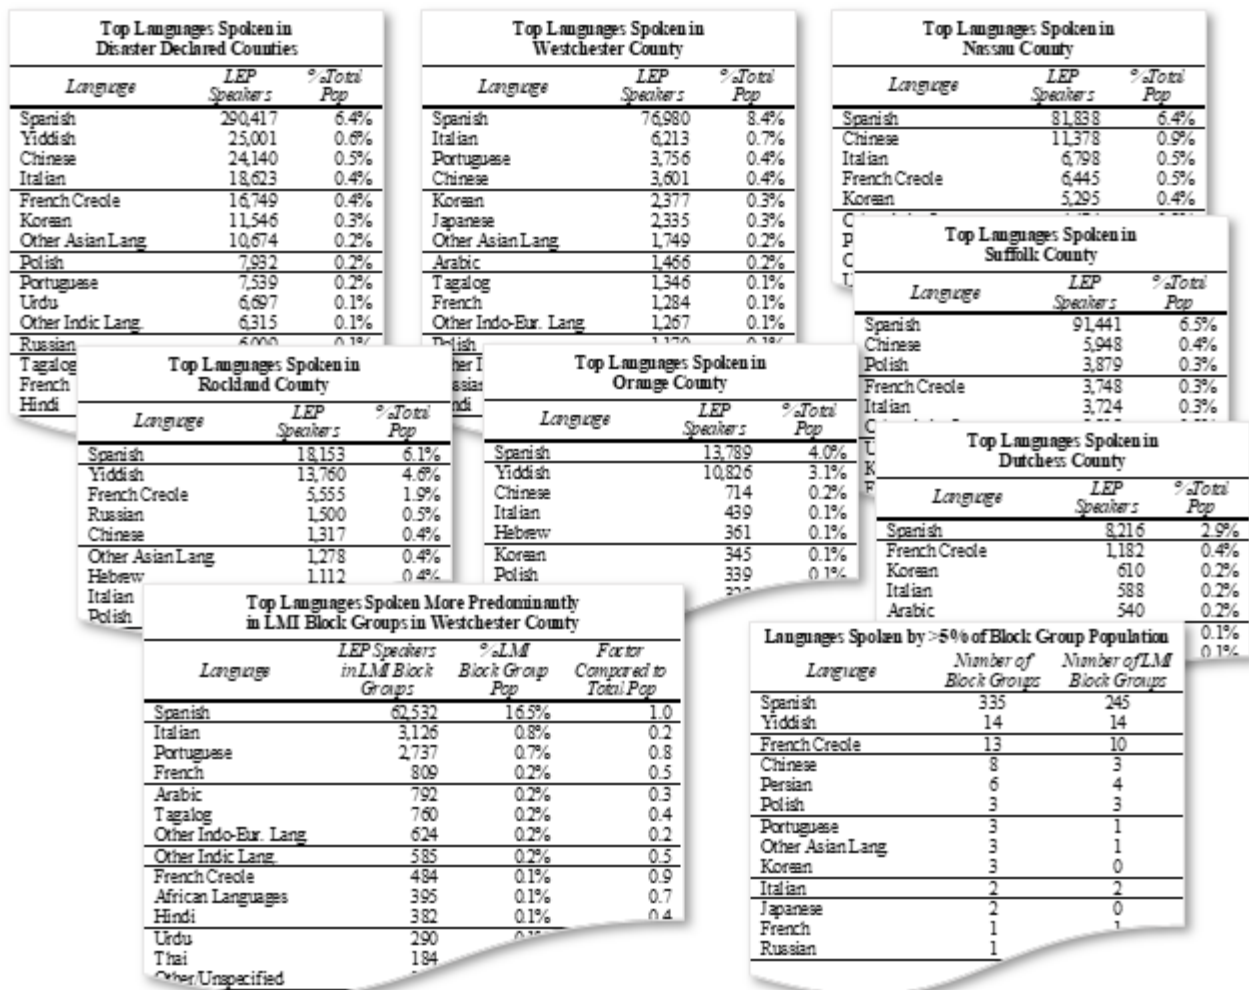 Top Languages Spoken in
Disaster Declared Counties
Language LEP Speakers %Total Pop
Spanish 290,417 6.4%
Yiddish 25,001 0.6%
Chinese 24,140 0.5%
Italian 18,623 0.4%
French Creole 16,749 0.4%
Korean 11,546 0.3%
Other Asian Lang. 10,674 0.2%
Polish 7,932 0.2%
Portuguese 7,539 0.2%
Urdu 6,697 0.1%
Other Indic Lang. 6,315 0.1%
Russian 6,000 0.1%
Tagalog
French
Hindi
Top Languages Spoken in
Westchester County
Language LEP Speakers %Total Pop
Spanish 76,980 8.4%
Italian 6,213 0.7%
Portuguese 3,756 0.4%
Chinese 3,601 0.4%
Korean 2,377 0.3%
Japanese 2,335 0.3%
Other Asian Lang. 1,749 0.2%
Arabic 1,466 0.2%
Tagalog 1,346 0.1%
French 1,284 0.1%
Other Indo-Eur. Lang. 1,267 0.1%
Polish 1,170 0.1%
Top Languages Spoken in
Nassau County
Language LEP Speakers %Total Pop
Spanish 81,838 6.4%
Chinese 11,378 0.9%
Italian 6,798 0.5%
French Creole 6,445 0.5%
Korean 5,295 0.4%
Top Languages Spoken in
Suffolk County
Language LEP Speakers %Total Pop
Spanish 91,441 6.5%
Chinese 5,948 0.4%
Polish 3,879 0.3%
French Creole 3,748 0.3%
Italian 3,724 0.3%
Top Languages Spoken in
Rockland County
Language LEP Speakers %Total Pop
Spanish 18,153 6.1%
Yiddish 13,760 4.6%
French Creole 5,555 1.9%
Russian 1,500 0.5%
Chinese 1,317 0.4%
Other Asian Lang. 1,278 0.4%
Hebrew 1,112 0.4%
Italian
Polish
Top Languages Spoken in
Orange County
Language LEP Speakers %Total Pop
Spanish 13,789 4.0%
Yiddish 10,826 3.1%
Chinese 714 0.2%
Italian 439 0.1%
Hebrew 361 0.1%
Korean 345 0.1%
Polish 339 0.1%
Top Languages Spoken in
Dutchess County
Language LEP Speakers %Total Pop
Spanish 8,216 2.9%
French Creole 1,182 0.4%
Korean 610 0.2%
Italian 588 0.2%
Arabic 540 0.2%
0.1%
0.1%
Top Languages Spoken More Predominantly
in LMI Block Groups in Westchester County
Language LEP Speakers in LMI Block Groups %LMI Block Group Pop Factor Compared to Total Pop
Spanish 62,532 16.5% 1.0
Italian 3,126 0.8% 0.2
Portuguese 2,737 0.7% 0.8
French 809 0.2% 0.5
Arabic 792 0.2% 0.3
Tagalog 760 0.2% 0.4
Other Indo-Eur. Lang. 624 0.2% 0.2
Other Indic Lang. 585 0.2% 0.5
French Creole 484 0.1% 0.9
African Languages 395 0.1% 0.7
Hindi 382 0.1% 0.4
Urdu 290
Thai 184
Other/Unspecified
Languages Spoken by >5% of Block Group Population
Language Number of Block Groups Number of LMI Block Groups
Spanish 335 245
Yiddish 14 14
French Creole 13 10
Chinese 8 3
Persian 6 4
Polish 3 3
Portuguese 3 1
Other Asian Lang. 3 1
Korean 3 0
Italian 2 2
Japanese 2 0
French 1 1
Russian 1